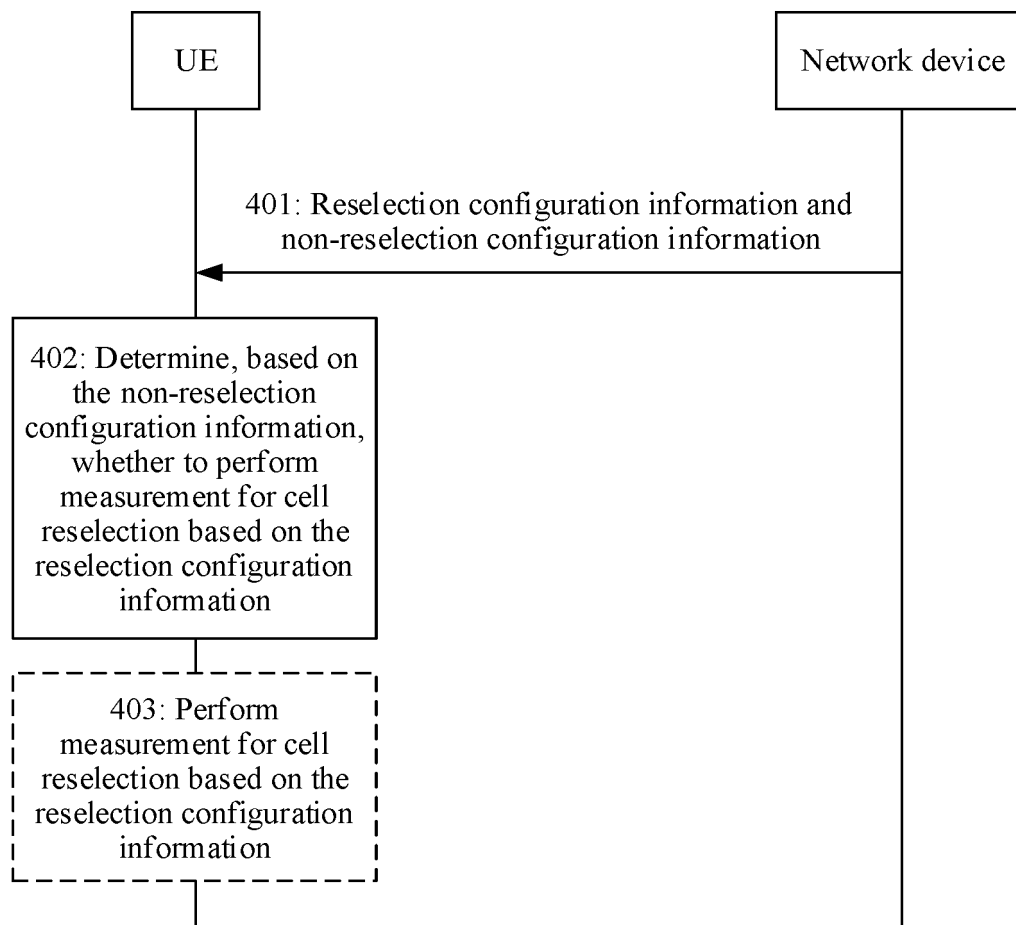 UE
Network device
401: Reselection configuration information and
non-reselection configuration information
402: Determine, based on
the non-reselection
configuration information,
whether to perform
measurement for cell
reselection based on the
reselection configuration
information
403: Perform
measurement for cell
reselection based on the
reselection configuration
information